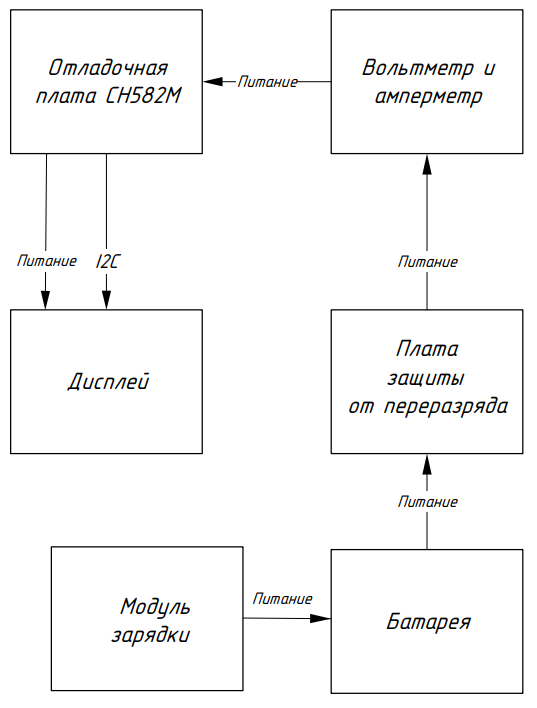 Отладочная
плата CH582M
Питание
Вольтметр и
амперметр
Питание
I2C
Питание
Дисплей
Плата
защиты
от переразряда
Питание
Модуль
зарядки
Питание
Батарея